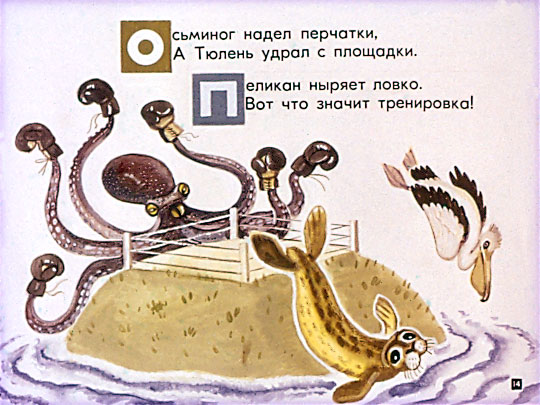 Осьминог надел перчатки,
А Тюлень удрал с площадки.
Пеликан ныряет ловко.
Вот что значит тренировка!
14